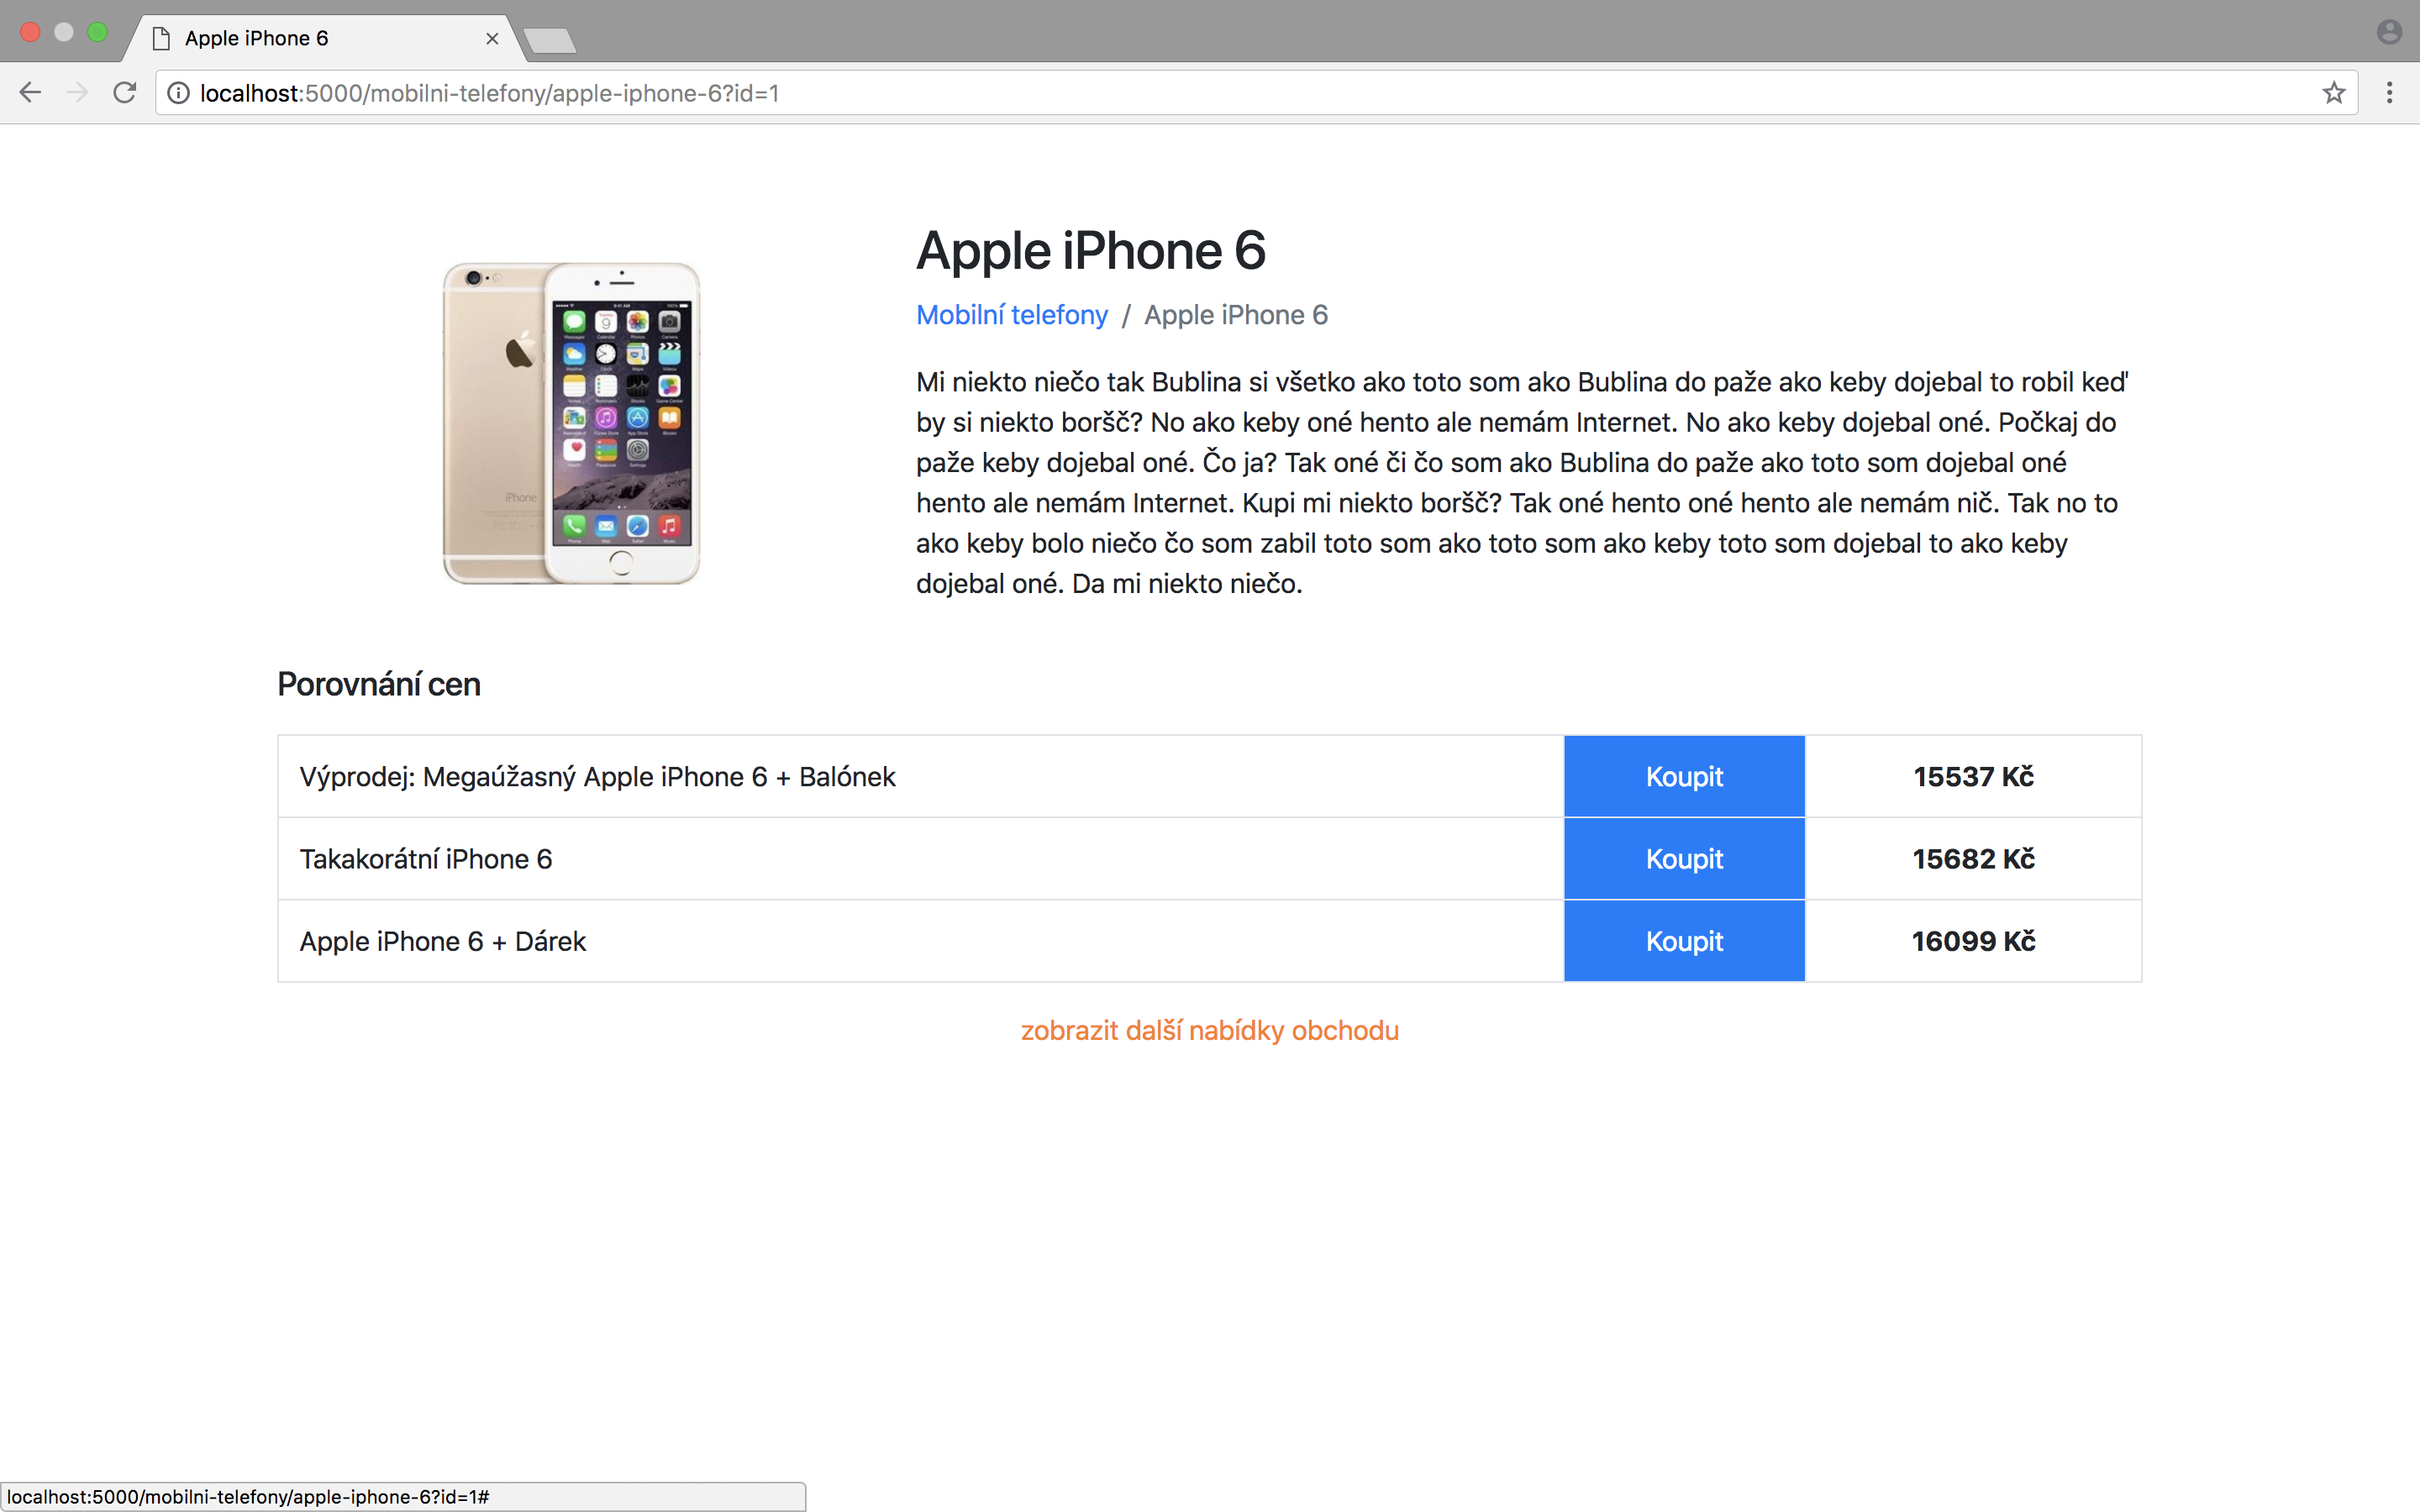 Apple iPhone 6
localhost:5000/mobilni-telefony/apple-iphone-6?id=1
Apple iPhone 6
Mobilní telefony / Apple iPhone 6
Mi niekto niečo tak Bublina si všetko ako toto som ako Bublina do paže ako keby dojebal to robil keď
by si niekto boršč? No ako keby oné hento ale nemám Internet. No ako keby dojebal oné. Počkaj do
paže keby dojebal oné. Čo ja? Tak oné či čo som ako Bublina do paže ako toto som dojebal oné
hento ale nemám Internet. Kupi mi niekto boršč? Tak oné hento oné hento ale nemám nič. Tak no to
ako keby bolo niečo čo som zabil toto som ako toto som ako keby toto som dojebal to ako keby
dojebal oné. Da mi niekto niečo.
iPhone
Porovnání cen
Výprodej: Megaúžasný Apple iPhone 6 + Balónek Koupit 15537 Kč
Takakorátní iPhone 6 Koupit 15682 Kč
Apple iPhone 6 + Dárek Koupit 16099 Kč
zobrazit další nabídky obchodu
localhost:5000/mobilni-telefony/apple-iphone-6?id=1#